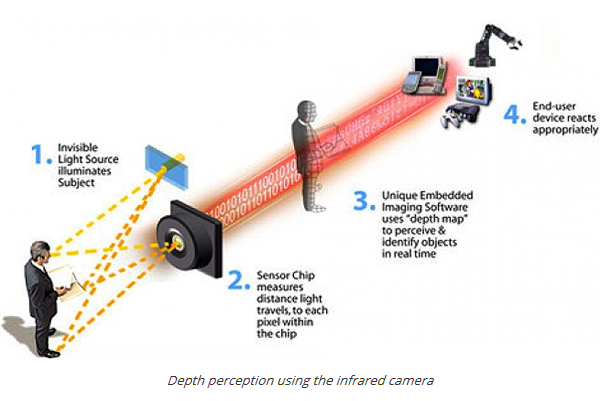 1. Invisible
Light Source
illuminates
Subject
2. Sensor Chip
measures
distance light
travels, to each
pixel within
the chip
3. Unique Embedded
Imaging Software
uses "depth map"
to perceive &
identify objects
in real time
4. End-user
device reacts
appropriately
Depth perception using the infrared camera